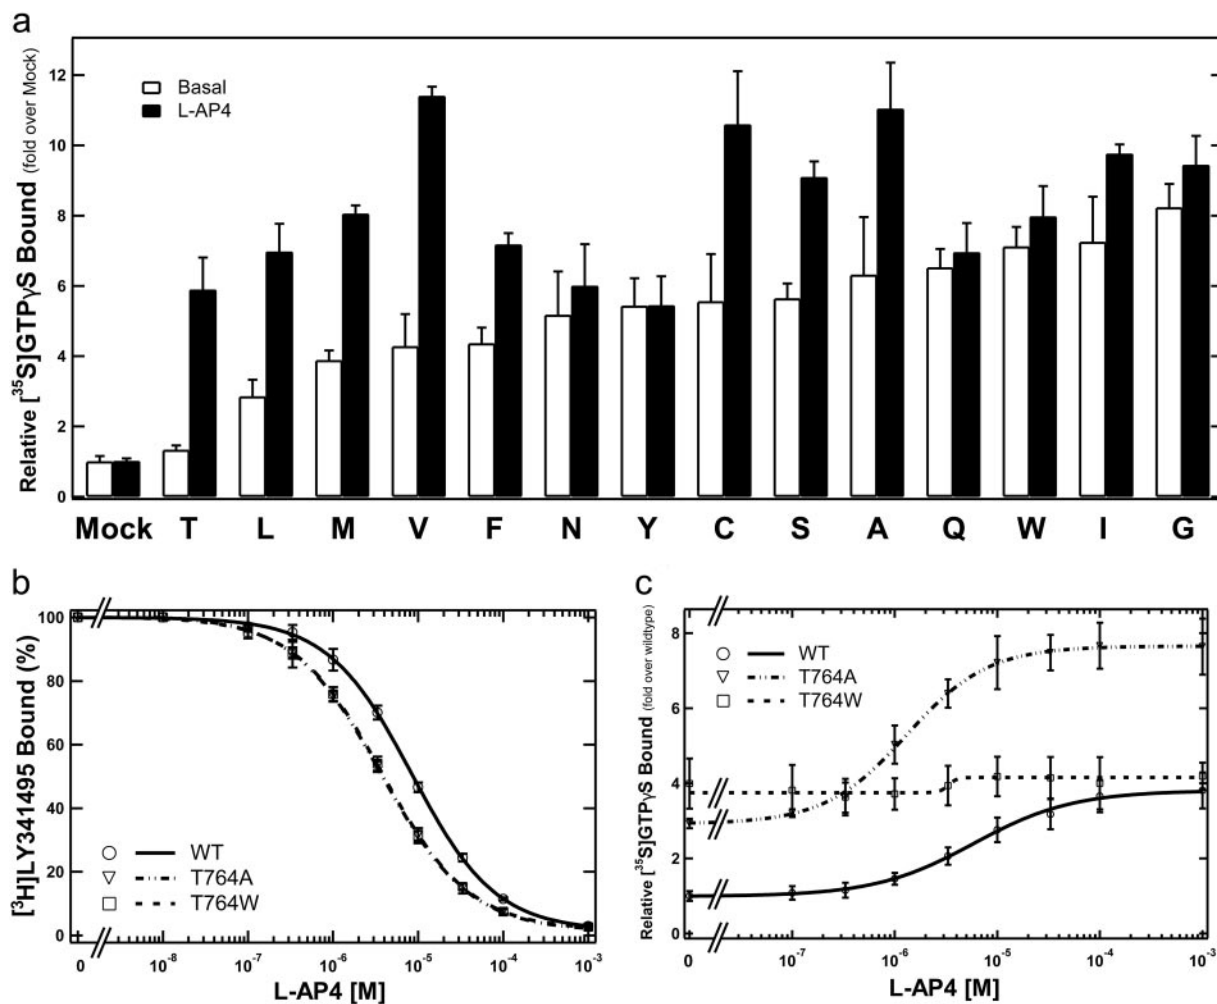 a
Relative [³⁵S]GTPγS Bound (fold over Mock)
12
10
8
6
4
2
0
Basal
L-AP4
Mock T L M V F N Y C S A Q W I G
b
[³H]LY341495 Bound (%)
100
80
60
40
20
0
WT
T764A
T764W
0 10⁻⁸ 10⁻⁷ 10⁻⁶ 10⁻⁵ 10⁻⁴ 10⁻³
L-AP4 [M]
c
Relative [³⁵S]GTPγS Bound (fold over wildtype)
8
6
4
2
0
WT
T764A
T764W
0 10⁻⁷ 10⁻⁶ 10⁻⁵ 10⁻⁴ 10⁻³
L-AP4 [M]